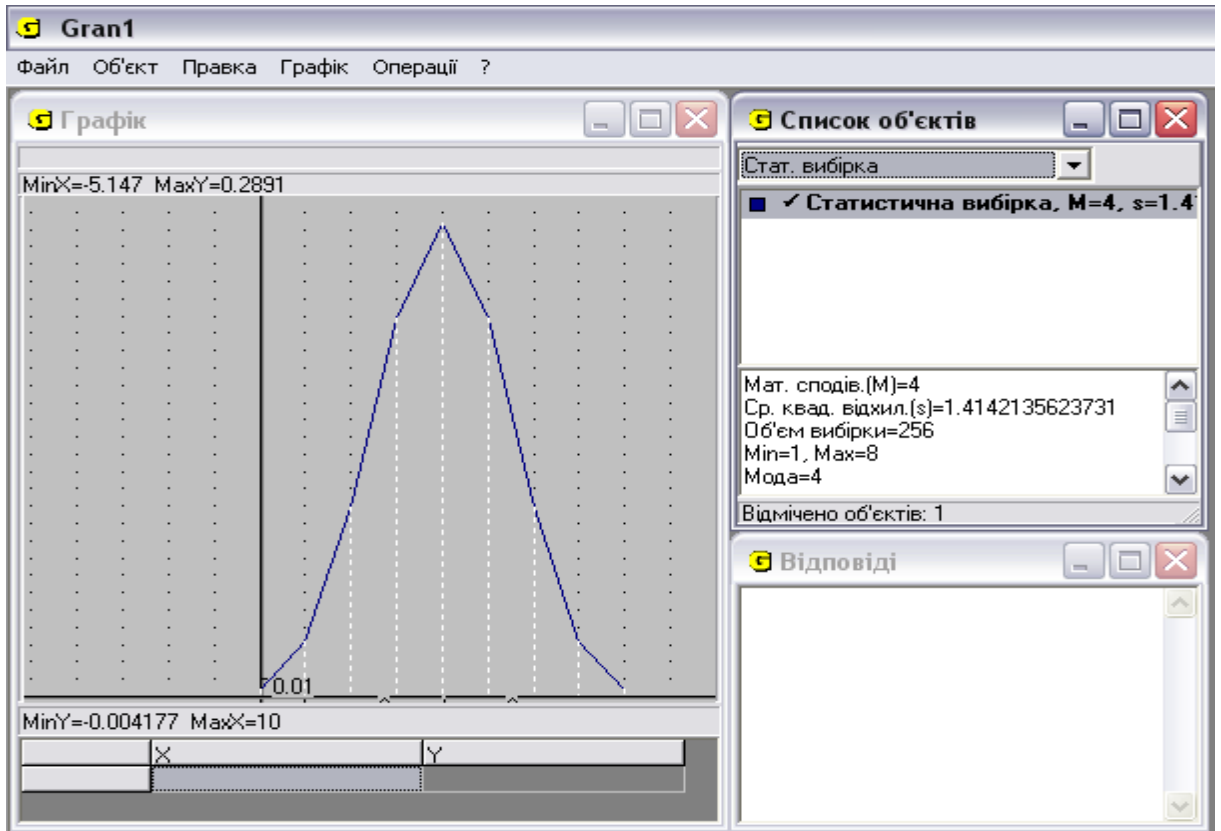 Gran1
Файл Об'єкт Правка Графік Операції ?
Графік
MinX=-5.147 MaxY=0.2891
0.01
MinY=-0.004177 MaxX=10
X Y
Список об'єктів
Стат. вибірка
✓ Статистична вибірка, M=4, s=1.4
Мат. сподів.(M)=4
Ср. квад. відхил.(s)=1.4142135623731
Об'єм вибірки=256
Min=1, Max=8
Мода=4
Відмічено об'єктів: 1
Відповіді